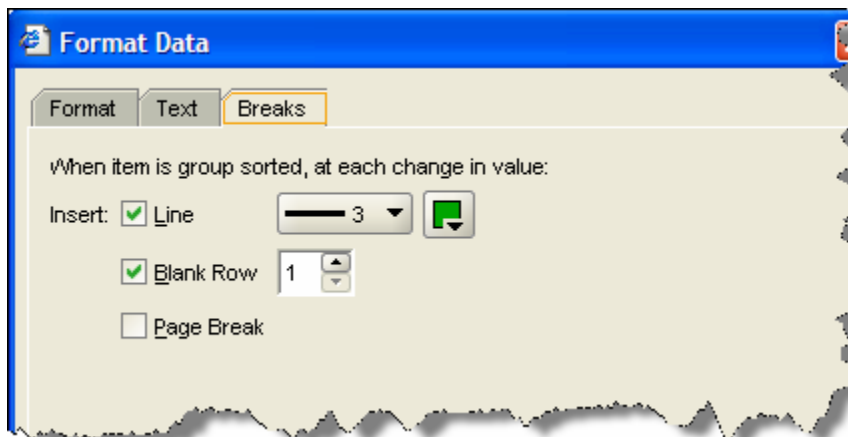 Format Data
Format Text Breaks
When item is group sorted, at each change in value:
Insert: Line 3
Blank Row 1
Page Break